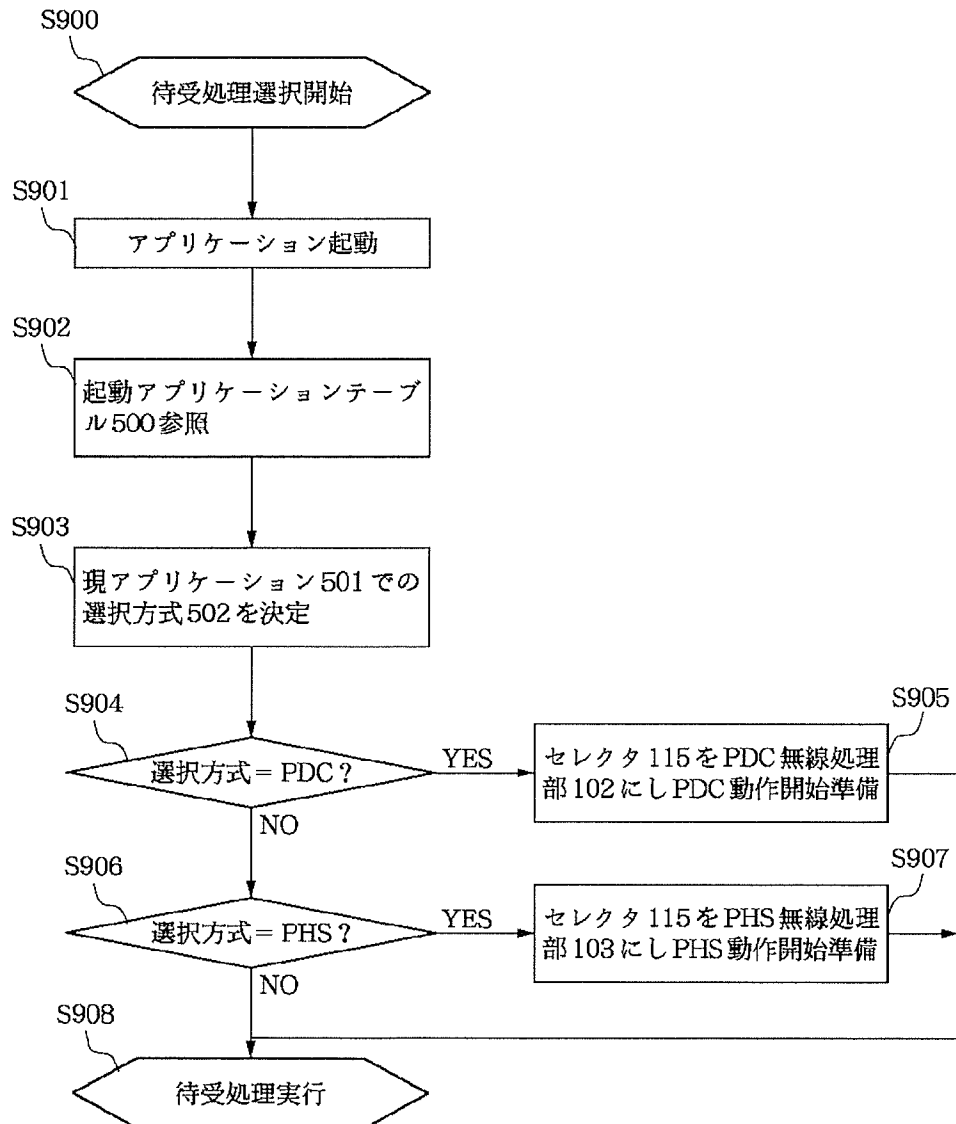 S900
待受処理選択開始
S901
アプリケーション起動
S902
起動アプリケーションテーブ
ル500参照
S903
現アプリケーション501での
選択方式502を決定
S904
選択方式=PDC?
YES
S905
セレクタ115をPDC無線処理
部102にしPDC動作開始準備
NO
S906
選択方式=PHS?
YES
S907
セレクタ115をPHS無線処理
部103にしPHS動作開始準備
NO
S908
待受処理実行